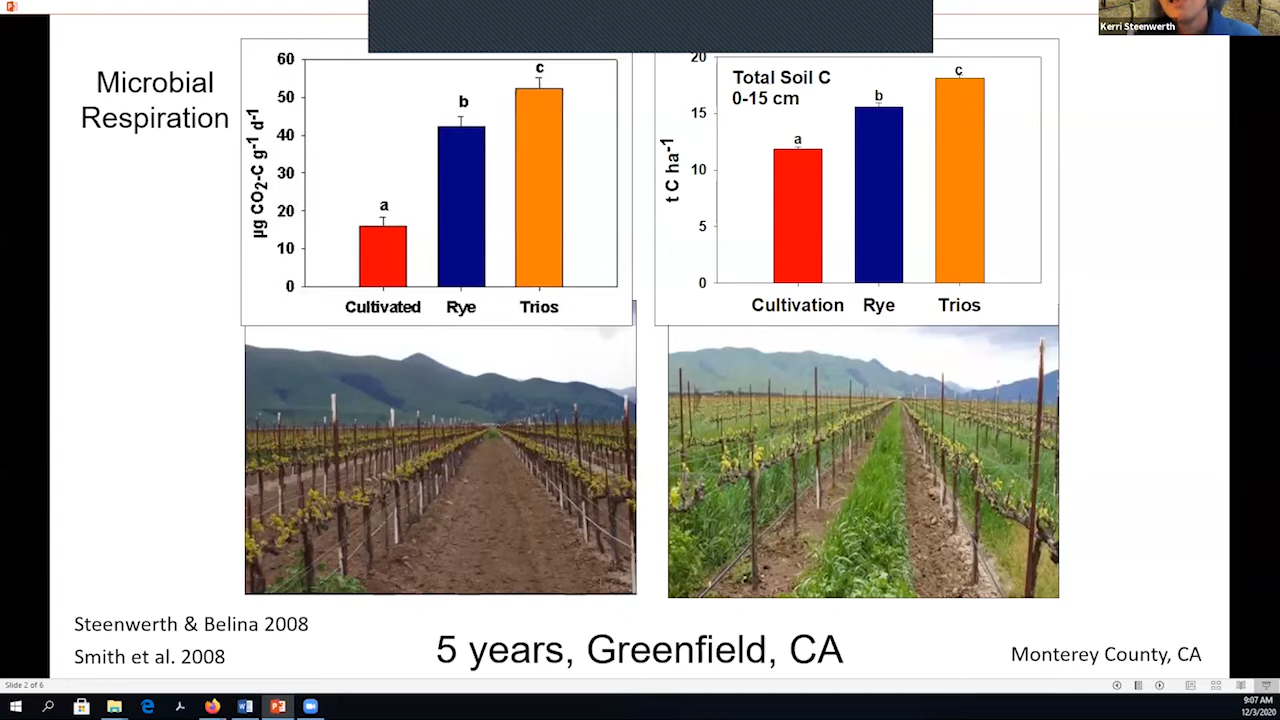 Kerri Steenwerth
Microbial
Respiration
µg CO2-C g-1 d-1
60
50
40
30
20
10
0
a
b
c
Cultivated Rye Trios
Total Soil C
0-15 cm
t C ha-1
20
15
10
5
0
a
b
c
Cultivation Rye Trios
Steenwerth & Belina 2008
Smith et al. 2008
5 years, Greenfield, CA
Monterey County, CA
Slide 2 of 6
9:07 AM
12/3/2020